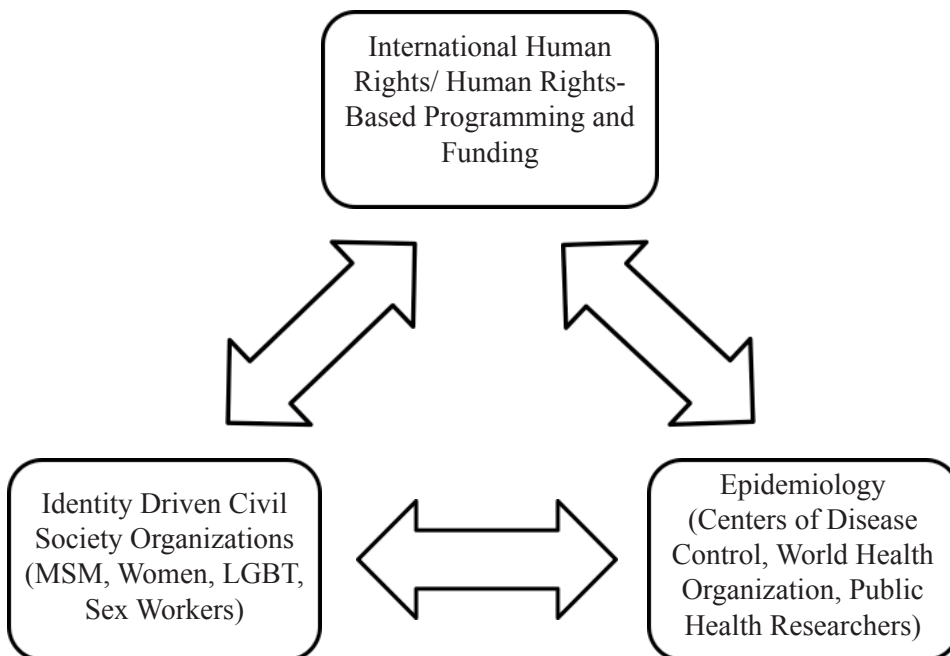 International Human
Rights/ Human Rights-
Based Programming and
Funding
Identity Driven Civil
Society Organizations
(MSM, Women, LGBT,
Sex Workers)
Epidemiology
(Centers of Disease
Control, World Health
Organization, Public
Health Researchers)